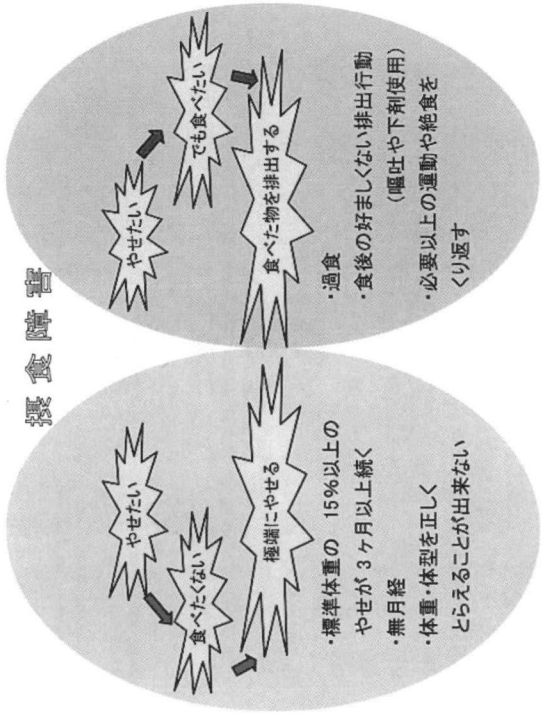 摂食障害
やせたい
食べたくない
極端にやせる
・標準体重の 15%以上の
やせが3ヶ月以上続く
・無月経
・体重・体型を正しく
とらえることが出来ない
やせたい
でも食べたい
食べた物を排出する
・過食
・食後の好ましくない排出行動
(嘔吐や下剤使用)
・必要以上の運動や絶食を
くり返す